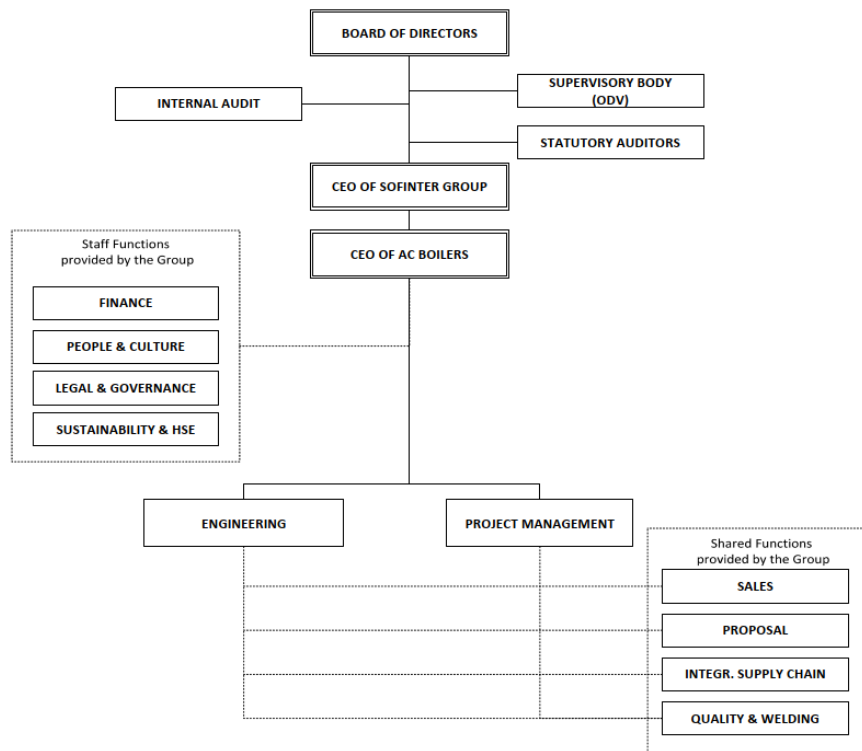 BOARD OF DIRECTORS
SUPERVISORY BODY
(ODV)
INTERNAL AUDIT
STATUTORY AUDITORS
CEO OF SOFINTER GROUP
CEO OF AC BOILERS
Staff Functions
provided by the Group
FINANCE
PEOPLE & CULTURE
LEGAL & GOVERNANCE
SUSTAINABILITY & HSE
ENGINEERING
PROJECT MANAGEMENT
Shared Functions
provided by the Group
SALES
PROPOSAL
INTEGR. SUPPLY CHAIN
QUALITY & WELDING